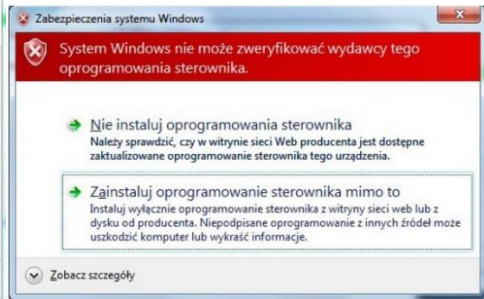 Zabezpieczenia systemu Windows
System Windows nie może zweryfikować wydawcy tego
oprogramowania sterownika.
Nie instaluj oprogramowania sterownika
Należy sprawdzić, czy w witrynie sieci Web producenta jest dostępne
zaktualizowane oprogramowanie sterownika tego urządzenia.
Zainstaluj oprogramowanie sterownika mimo to
Instaluj wyłącznie oprogramowanie sterownika z witryny sieci web lub z
dysku od producenta. Niepodpisane oprogramowanie z innych źródeł może
uszkodzić komputer lub wykraść informacje.
Zobacz szczegóły